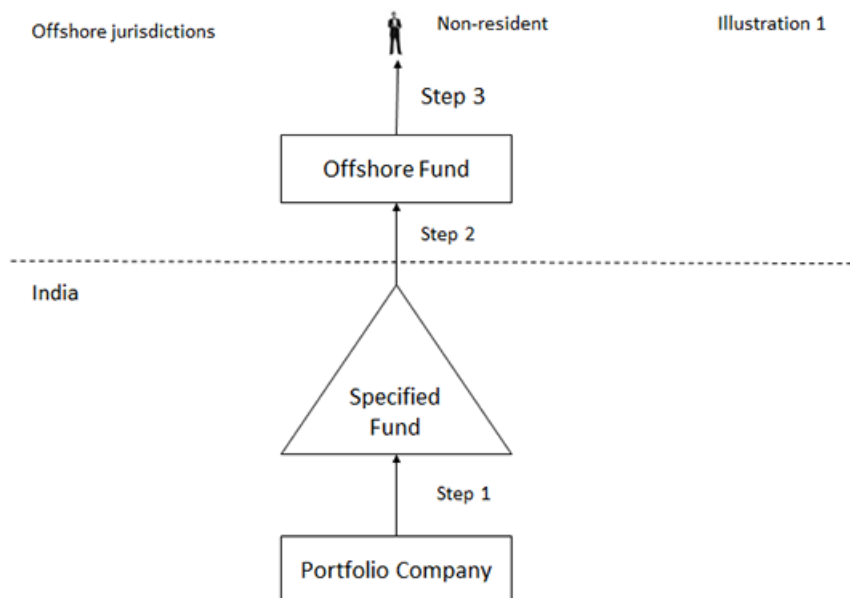 Offshore jurisdictions
Non-resident
Illustration 1
Step 3
Offshore Fund
Step 2
India
Specified
Fund
Step 1
Portfolio Company